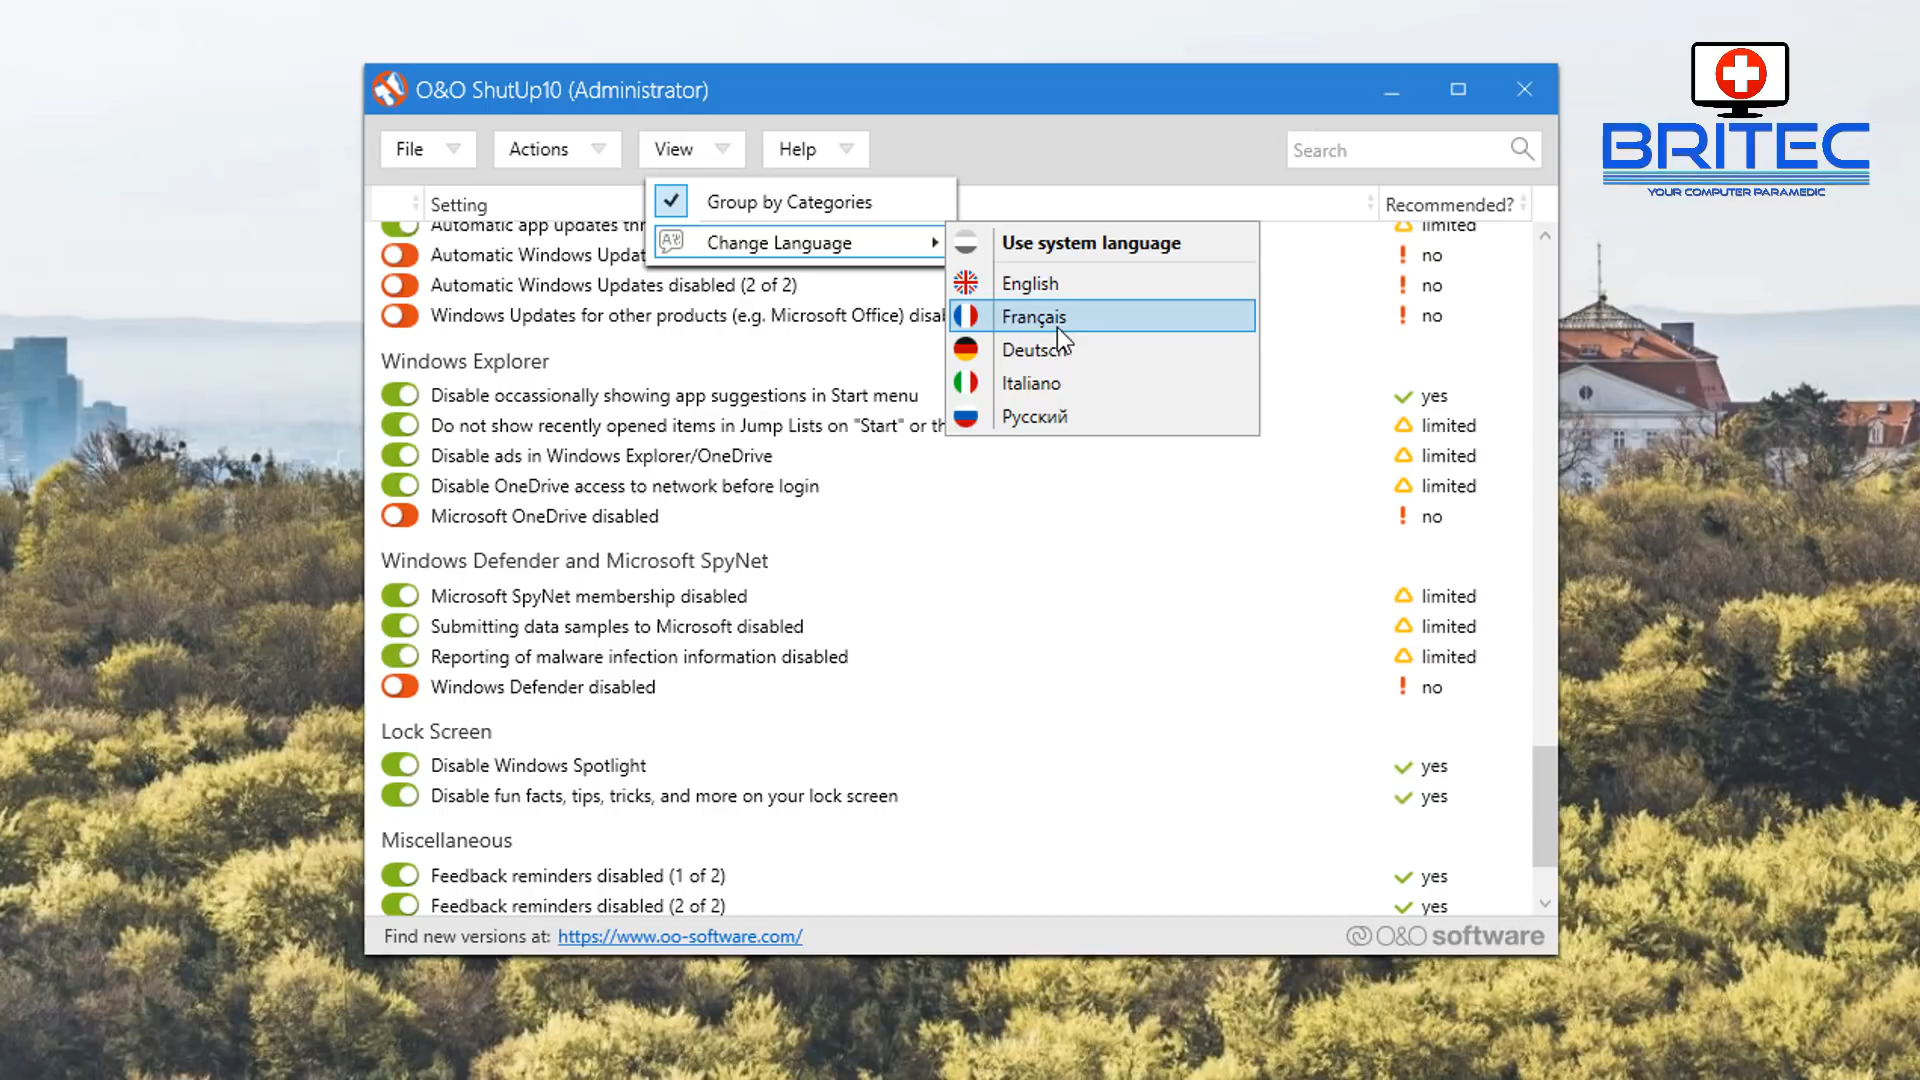 O&O ShutUp10 (Administrator)
BRITEC
YOUR COMPUTER PARAMEDIC
File
Actions
View
Help
Search
Setting
Recommended?
Group by Categories
Change Language
Use system language
English
Français
Deutsch
Italiano
Русский
Automatic app updates
limited
Automatic Windows
no
Automatic Windows Updates disabled (2 of 2)
no
Windows Updates for other products (e.g. Microsoft Office)
no
Windows Explorer
Disable occassionally showing app suggestions in Start menu
yes
Do not show recently opened items in Jump Lists on "Start" or
limited
Disable ads in Windows Explorer/OneDrive
limited
Disable OneDrive access to network before login
limited
Microsoft OneDrive disabled
no
Windows Defender and Microsoft SpyNet
Microsoft SpyNet membership disabled
limited
Submitting data samples to Microsoft disabled
limited
Reporting of malware infection information disabled
limited
Windows Defender disabled
no
Lock Screen
Disable Windows Spotlight
yes
Disable fun facts, tips, tricks, and more on your lock screen
yes
Miscellaneous
Feedback reminders disabled (1 of 2)
yes
Feedback reminders disabled (2 of 2)
yes
Find new versions at: https://www.oo-software.com/
O&O software